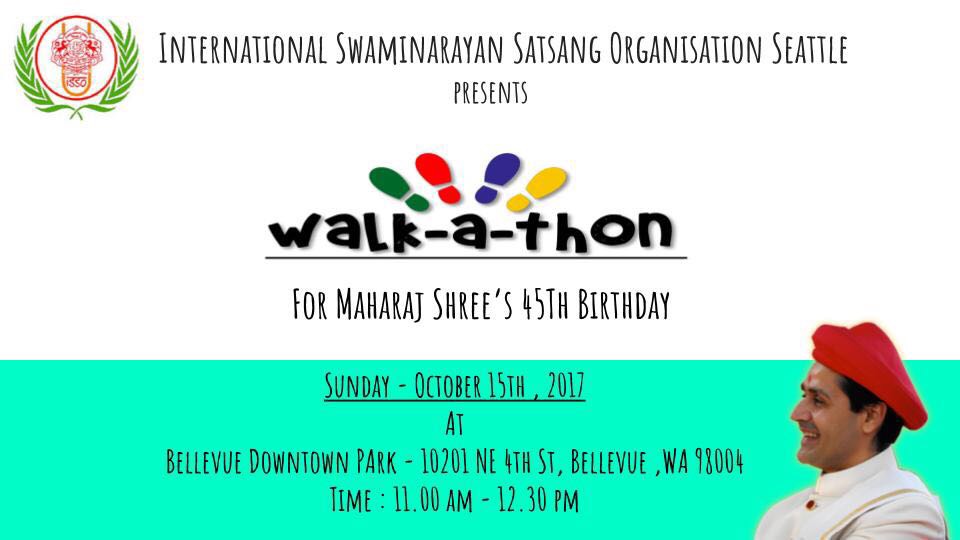 International Swaminarayan Satsang Organisation Seattle
presents
ISSO
walk-a-thon
For Maharaj Shree's 45Th Birthday
Sunday - October 15th , 2017
At
Bellevue Downtown PArk - 10201 NE 4th St, Bellevue ,WA 98004
Time : 11.00 am - 12.30 pm